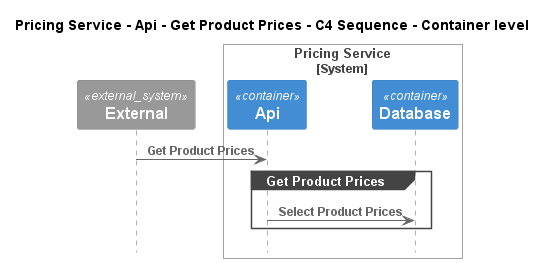 Pricing Service - Api - Get Product Prices - C4 Sequence - Container level
Pricing Service
[System]
«external_system»
External
«container»
Api
«container»
Database
Get Product Prices
Get Product Prices
Select Product Prices